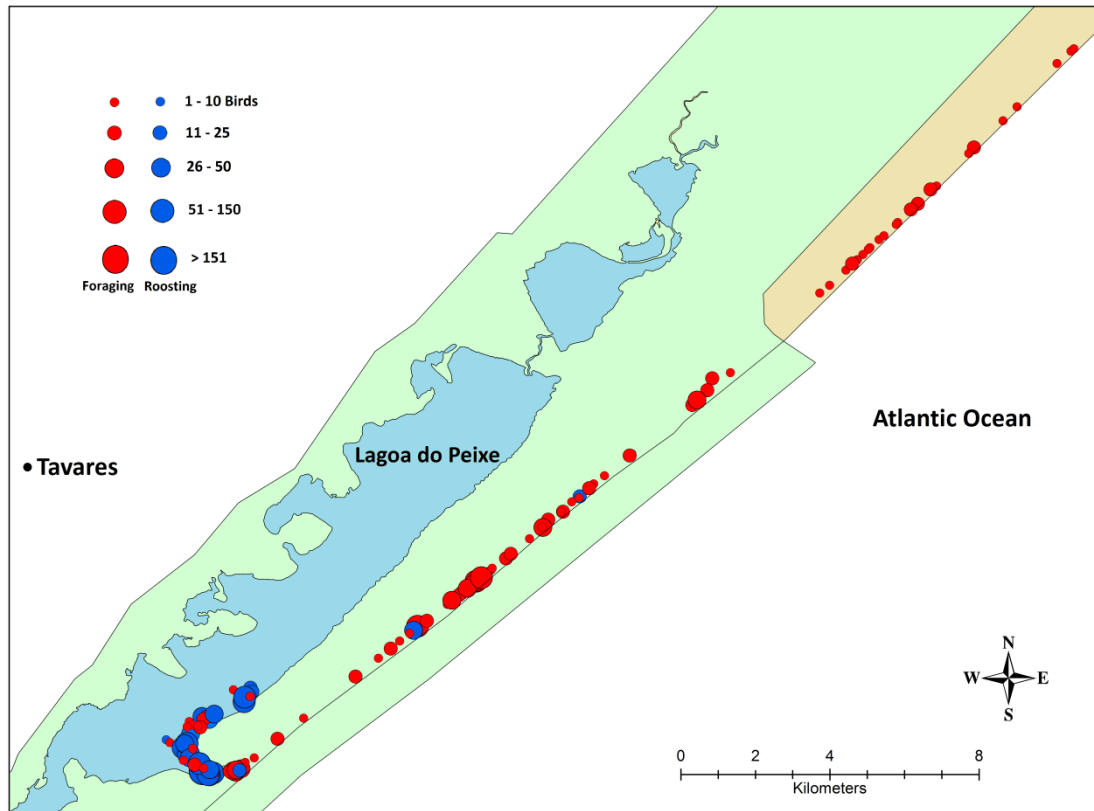 1 - 10 Birds
11 - 25
26 - 50
51 - 150
> 151
Foraging Roosting
Atlantic Ocean
Lagoa do Peixe
• Tavares
N
W E
S
0 2 4 8
Kilometers